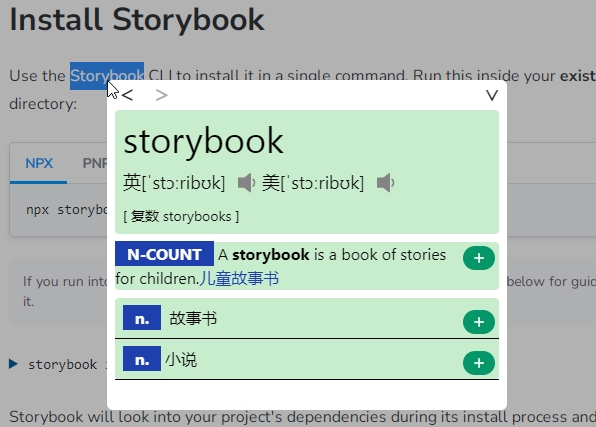 Install Storybook
Use the Storybook CLI to install it in a single command. Run this inside your exist
directory:
< > V
storybook
英[ˈstɔːribʊk] 美[ˈstɔːribʊk]
[ 复数 storybooks ]
NPX PNP
npx storybo
N-COUNT A storybook is a book of stories +
for children.儿童故事书
If you run into below for guid
it.
n. 故事书 +
n. 小说 +
storybook
Storybook will look into your project's dependencies during its install process and